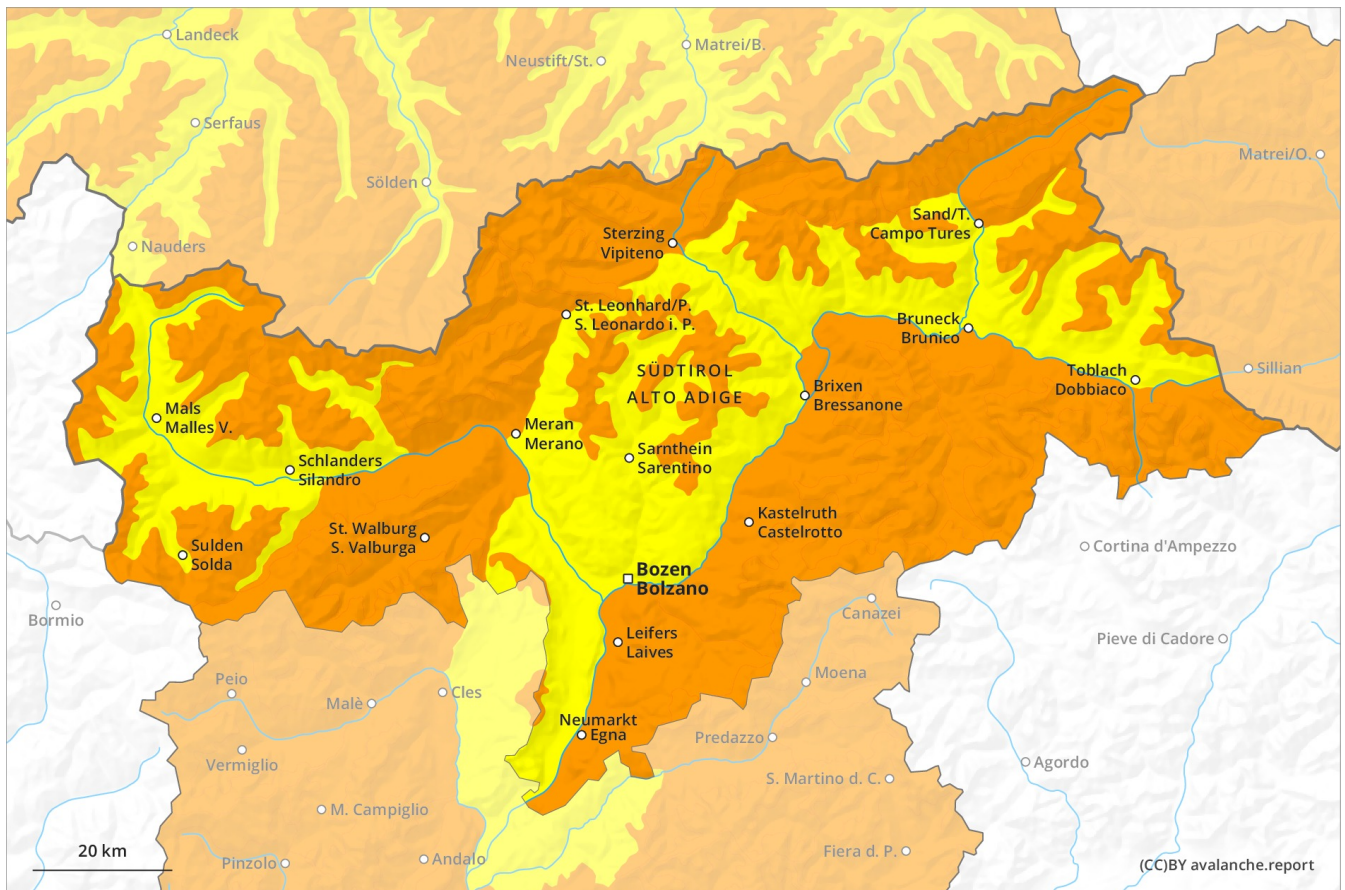 Landeck
Matrei/B.
Neustift/St.
Serfaus
Matrei/O.
Sölden
Sand/T.
Campo Tures
Nauders
Sterzing
Vipiteno
St. Leonhard/P.
S. Leonardo i. P.
Bruneck
Brunico
SÜDTIROL
ALTO ADIGE
Toblach
Dobbiaco
Sillian
Brixen
Bressanone
Mals
Malles V.
Meran
Merano
Schlanders
Silandro
Sarnthein
Sarentino
Kastelruth
Castelrotto
St. Walburg
S. Valburga
Sulden
Solda
Cortina d'Ampezzo
Bozen
Bolzano
Bormio
Canazei
Leifers
Laives
Pieve di Cadore
Peio
Moena
Malè
Cles
Neumarkt
Egna
Predazzo
Vermiglio
Agordo
S. Martino d. C.
M. Campiglio
20 km
Pinzolo
Andalo
Fiera d. P.
(CC)BY avalanche.report